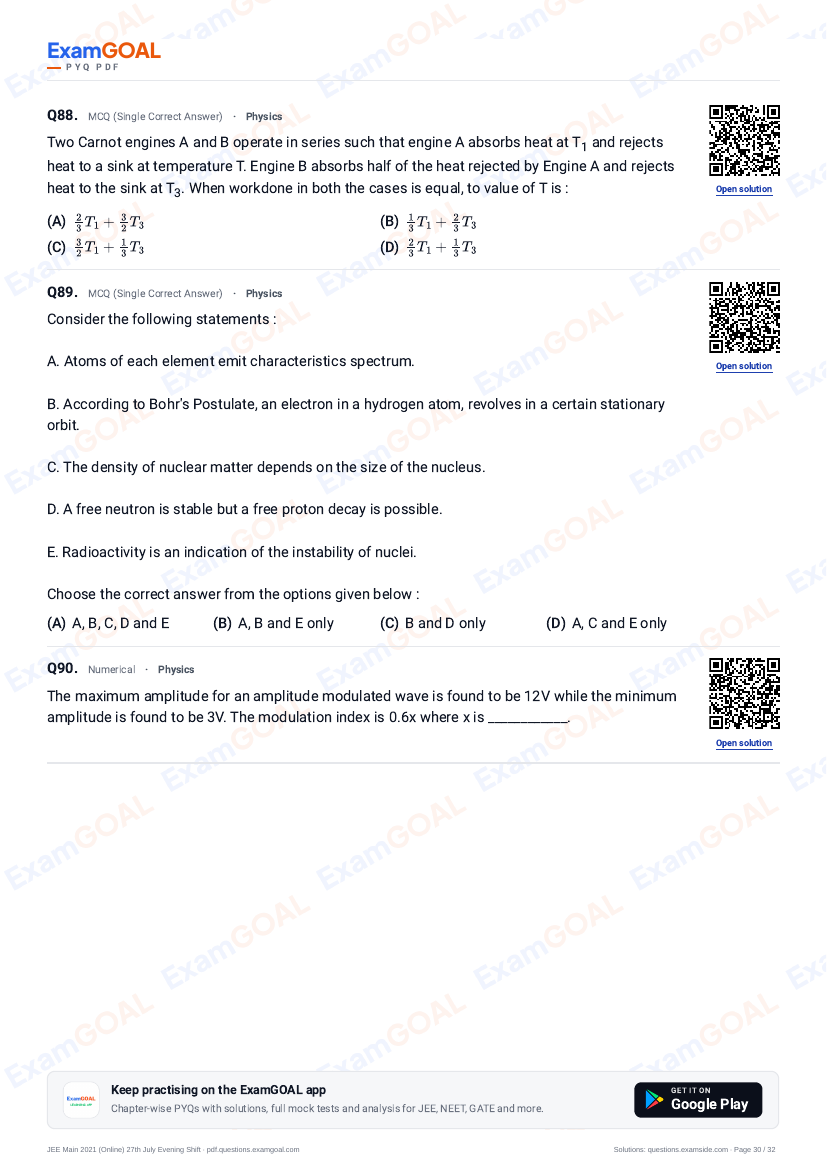 ExamGOAL
PYQ PDF
Q88. MCQ (Single Correct Answer) · Physics
Two Carnot engines A and B operate in series such that engine A absorbs heat at T₁ and rejects
heat to a sink at temperature T. Engine B absorbs half of the heat rejected by Engine A and rejects
heat to the sink at T₃. When workdone in both the cases is equal, to value of T is :
Open solution
(A) 2/3 T₁ + 3/2 T₃ (B) 1/3 T₁ + 2/3 T₃
(C) 3/2 T₁ + 1/3 T₃ (D) 2/3 T₁ + 1/3 T₃
Q89. MCQ (Single Correct Answer) · Physics
Consider the following statements :
Open solution
A. Atoms of each element emit characteristics spectrum.
B. According to Bohr's Postulate, an electron in a hydrogen atom, revolves in a certain stationary
orbit.
C. The density of nuclear matter depends on the size of the nucleus.
D. A free neutron is stable but a free proton decay is possible.
E. Radioactivity is an indication of the instability of nuclei.
Choose the correct answer from the options given below :
(A) A, B, C, D and E (B) A, B and E only (C) B and D only (D) A, C and E only
Q90. Numerical · Physics
The maximum amplitude for an amplitude modulated wave is found to be 12V while the minimum
amplitude is found to be 3V. The modulation index is 0.6x where x is ___________.
Open solution
Keep practising on the ExamGOAL app
Chapter-wise PYQs with solutions, full mock tests and analysis for JEE, NEET, GATE and more.
GET IT ON
Google Play
JEE Main 2021 (Online) 27th July Evening Shift · pdf.questions.examgoal.com
Solutions: questions.examside.com · Page 30 / 32